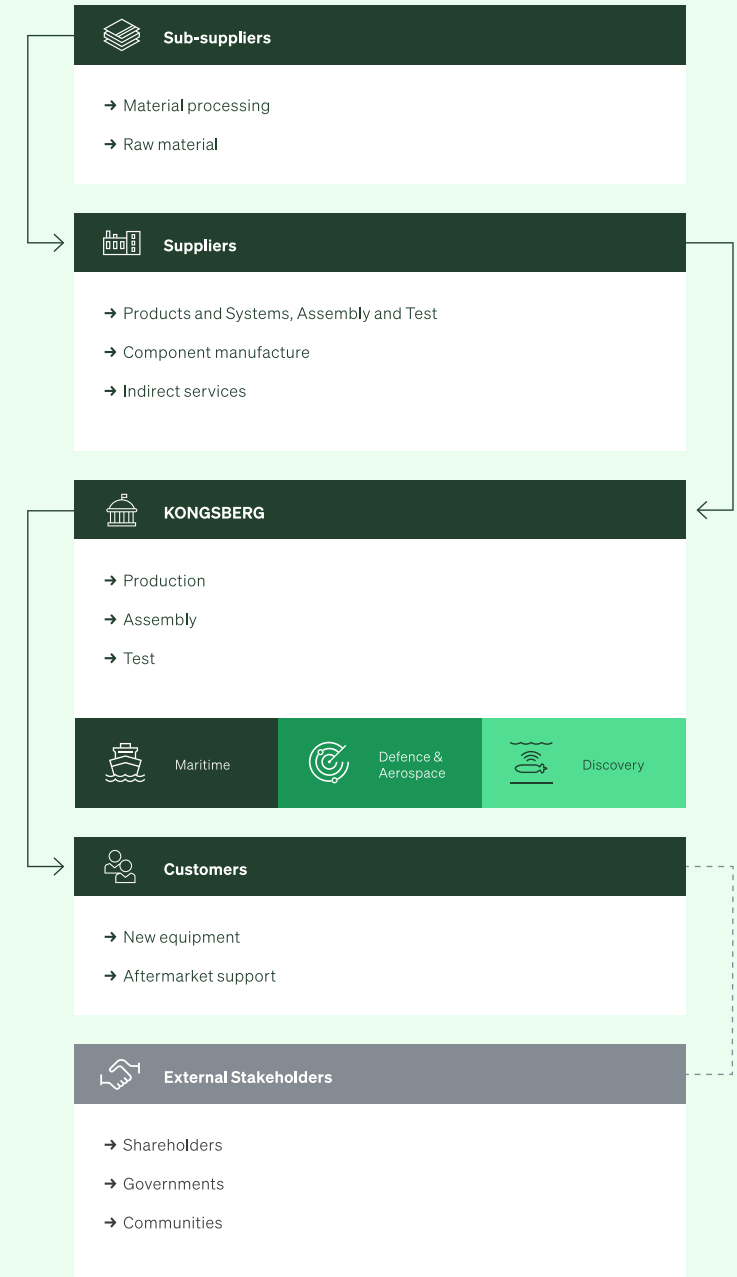 Sub-suppliers
→ Material processing
→ Raw material
Suppliers
→ Products and Systems, Assembly and Test
→ Component manufacture
→ Indirect services
KONGSBERG
→ Production
→ Assembly
→ Test
Maritime
Defence &
Aerospace
Discovery
Customers
→ New equipment
→ Aftermarket support
External Stakeholders
→ Shareholders
→ Governments
→ Communities